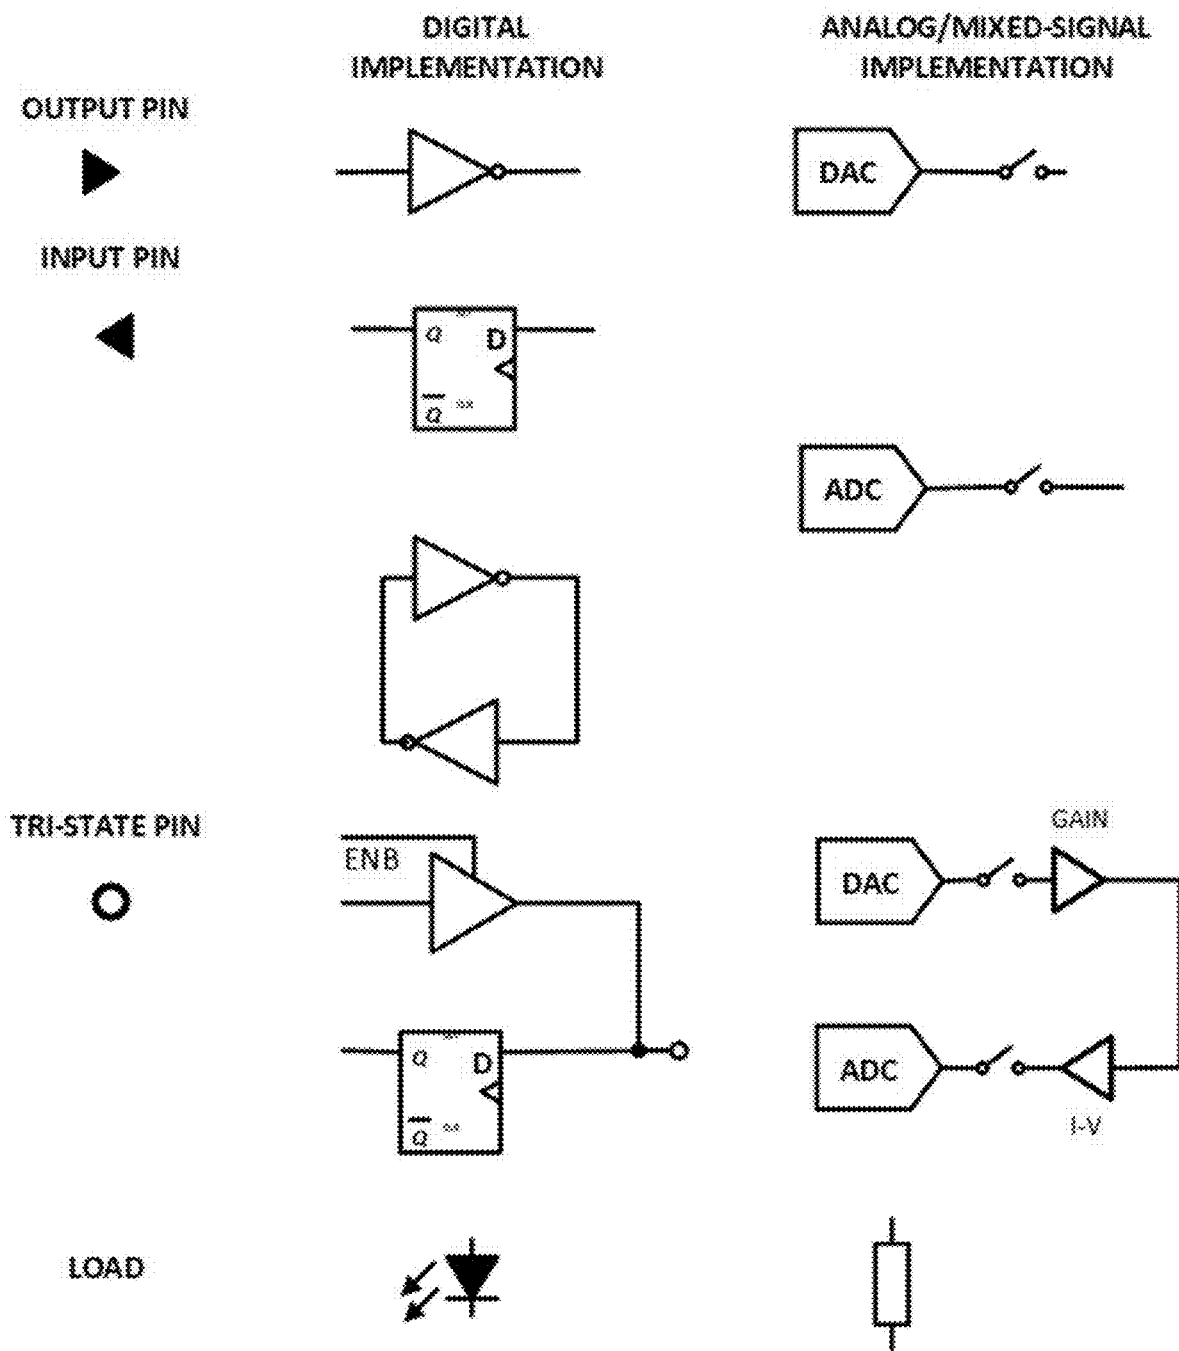 DIGITAL
IMPLEMENTATION
ANALOG/MIXED-SIGNAL
IMPLEMENTATION
OUTPUT PIN
DAC
INPUT PIN
Q D
Q
ADC
TRI-STATE PIN
ENB
GAIN
DAC
Q D
Q
ADC
I-V
LOAD